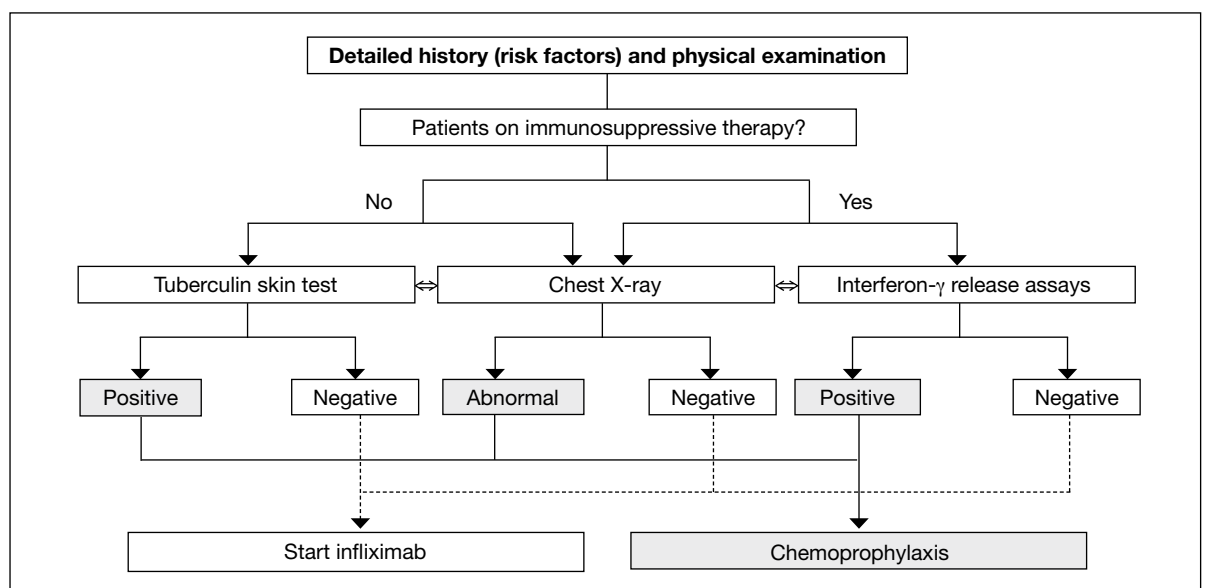 Detailed history (risk factors) and physical examination
Patients on immunosuppressive therapy?
No
Yes
Tuberculin skin test
Chest X-ray
Interferon-γ release assays
Positive
Negative
Abnormal
Negative
Positive
Negative
Start infliximab
Chemoprophylaxis